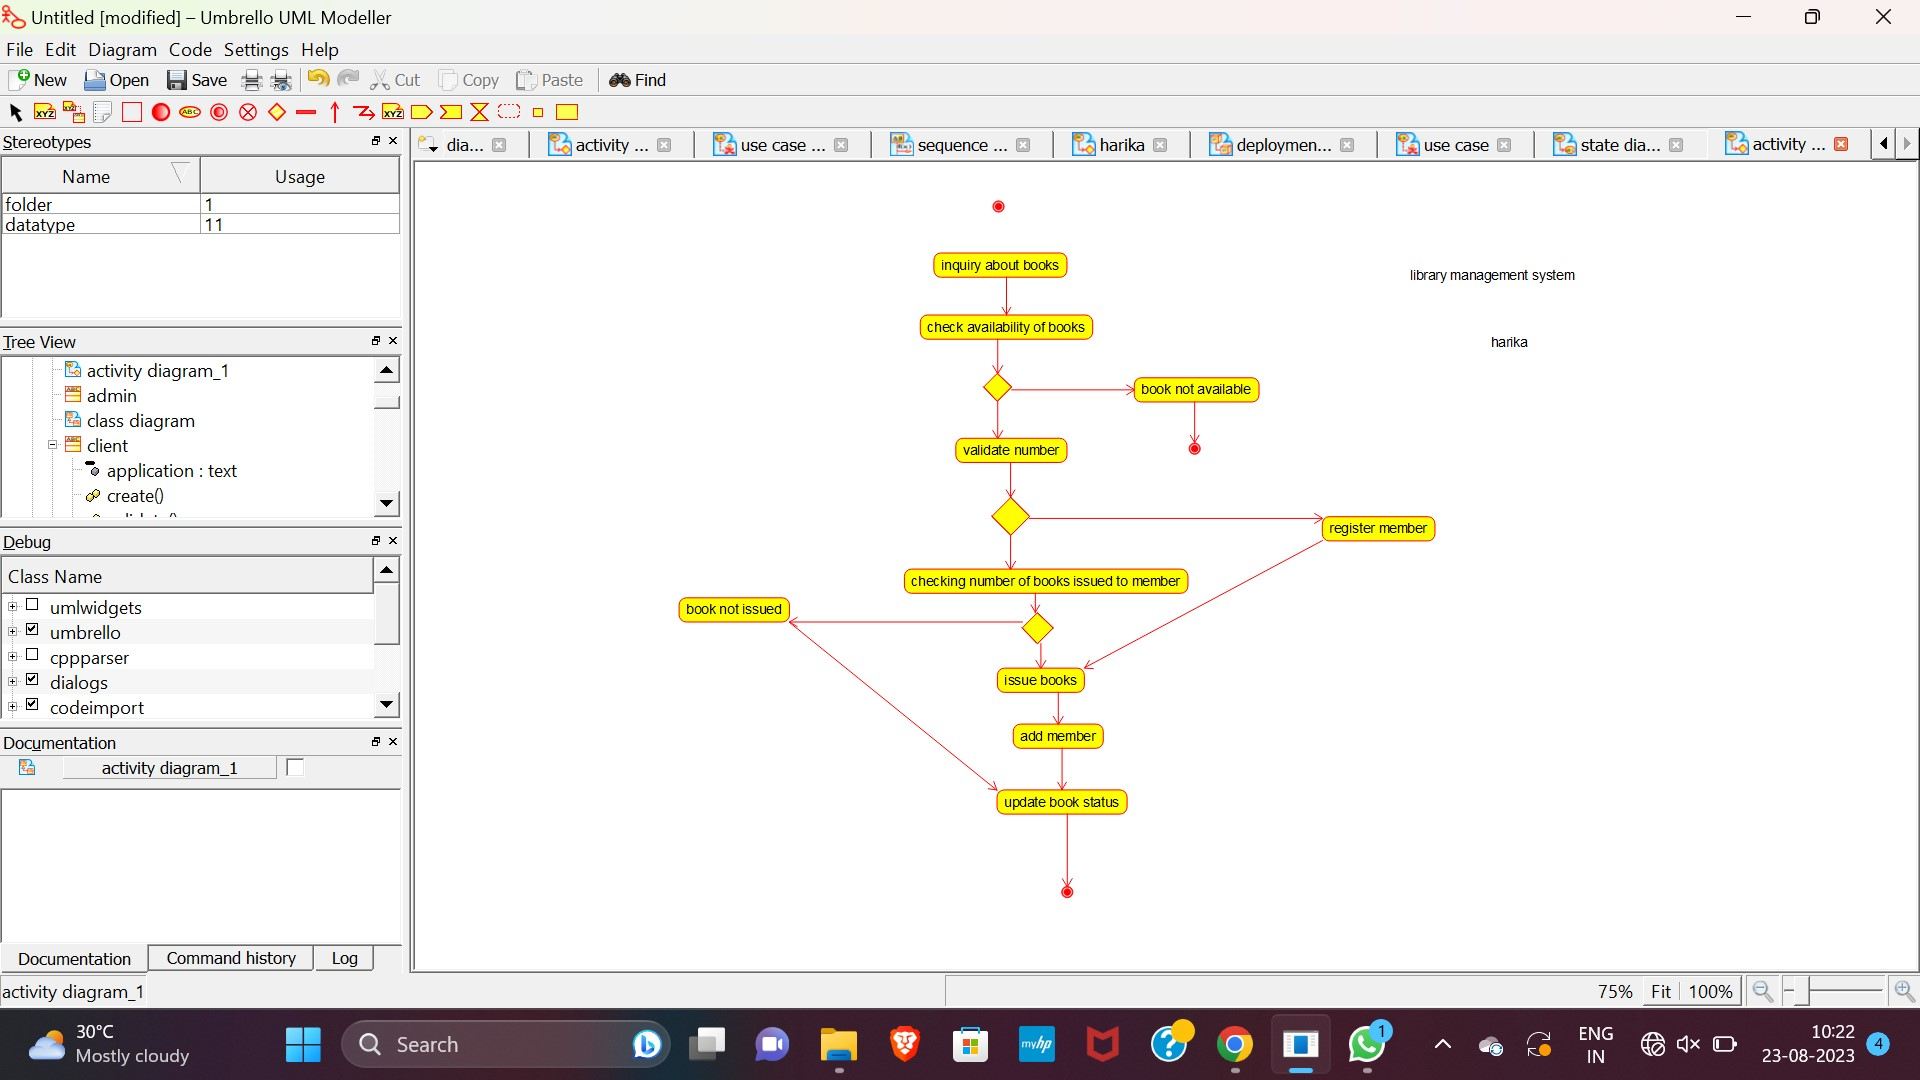 Untitled [modified] – Umbrello UML Modeller
File Edit Diagram Code Settings Help
New Open Save Cut Copy Paste Find
Stereotypes
Name Usage
folder 1
datatype 11
Tree View
activity diagram_1
admin
class diagram
client
application : text
create()
Debug
Class Name
umlwidgets
umbrello
cppparser
dialogs
codeimport
Documentation
activity diagram_1
Documentation Command history Log
activity diagram_1
dia... activity ... use case ... sequence ... harika deploymen... use case state dia... activity ...
inquiry about books
library management system
check availability of books
harika
book not available
validate number
register member
checking number of books issued to member
book not issued
issue books
add member
update book status
75% Fit 100%
30°C
Mostly cloudy
Search
myhp
1
ENG
IN
10:22
23-08-2023
4